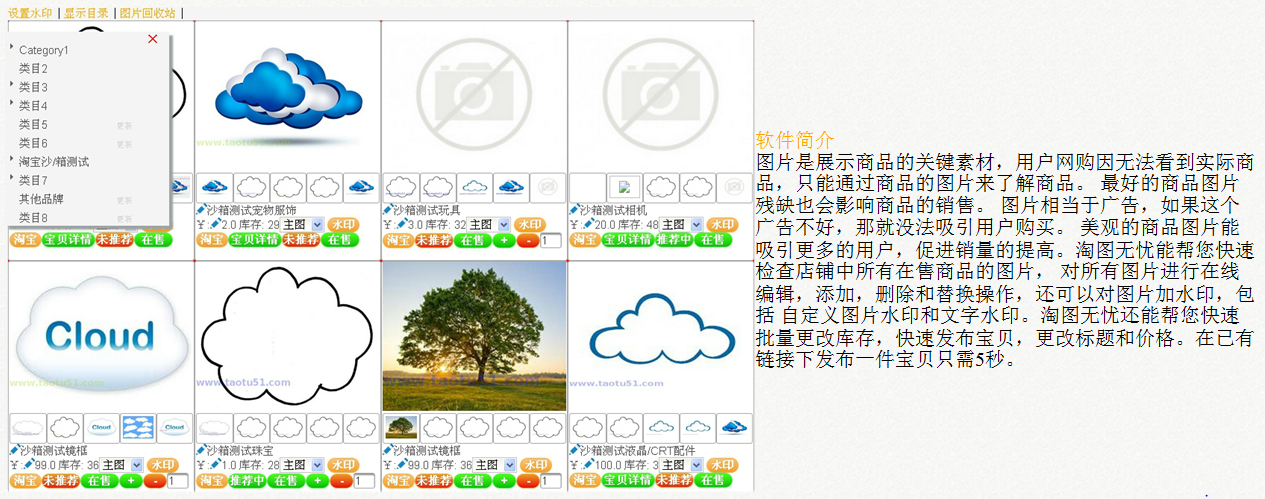 设置水印 | 显示目录 | 图片回收站 |
Category1
类目2
类目3
类目4
类目5 更新
类目6 更新
淘宝沙/箱测试
类目7
其他品牌 更新
类目8 更新
www.taotu51.com
沙箱测试宠物服饰
¥:2.0 库存: 29 主图 水印
淘宝 宝贝详情 未推荐 在售
沙箱测试玩具
¥:3.0 库存: 32 主图 水印
淘宝 未推荐 在售 + - 1
沙箱测试相机
¥:20.0 库存: 48 主图 水印
淘宝 宝贝详情 推荐中 在售
淘宝 宝贝详情 未推荐 在售
软件简介
图片是展示商品的关键素材，用户网购因无法看到实际商
品，只能通过商品的图片来了解商品。 最好的商品图片
残缺也会影响商品的销售。 图片相当于广告，如果这个
广告不好，那就没法吸引用户购买。 美观的商品图片能
吸引更多的用户，促进销量的提高。淘图无忧能帮您快速
检查店铺中所有在售商品的图片， 对所有图片进行在线
编辑，添加，删除和替换操作，还可以对图片加水印，包
括 自定义图片水印和文字水印。淘图无忧还能帮您快速
批量更改库存，快速发布宝贝，更改标题和价格。在已有
链接下发布一件宝贝只需5秒。
Cloud
www.taotu51.com
www.taotu51.com
www.taotu51.com
www.taotu51.com
Cloud
Cloud
沙箱测试镜框
¥:99.0 库存: 36 主图 水印
淘宝 未推荐 在售 + - 1
沙箱测试珠宝
¥:1.0 库存: 28 主图 水印
淘宝 推荐中 在售 + - 1
沙箱测试镜框
¥:99.0 库存: 36 主图 水印
淘宝 未推荐 在售 + - 1
沙箱测试液晶/CRT配件
¥:100.0 库存: 3 主图 水印
淘宝 宝贝详情 未推荐 在售